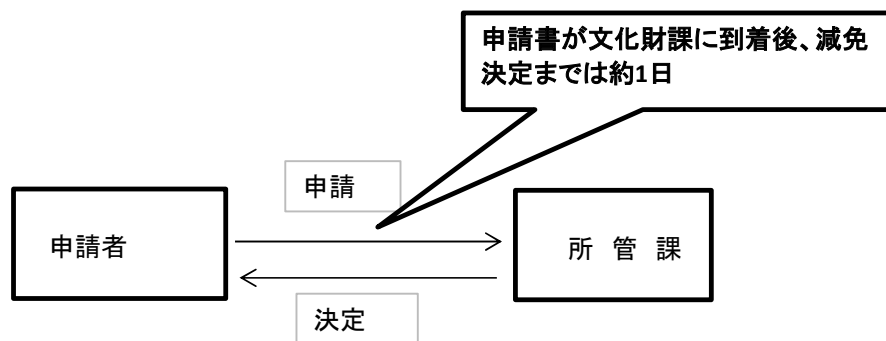 申請書が文化財課に到着後、減免
決定までは約1日
申請
申請者
所 管 課
決定